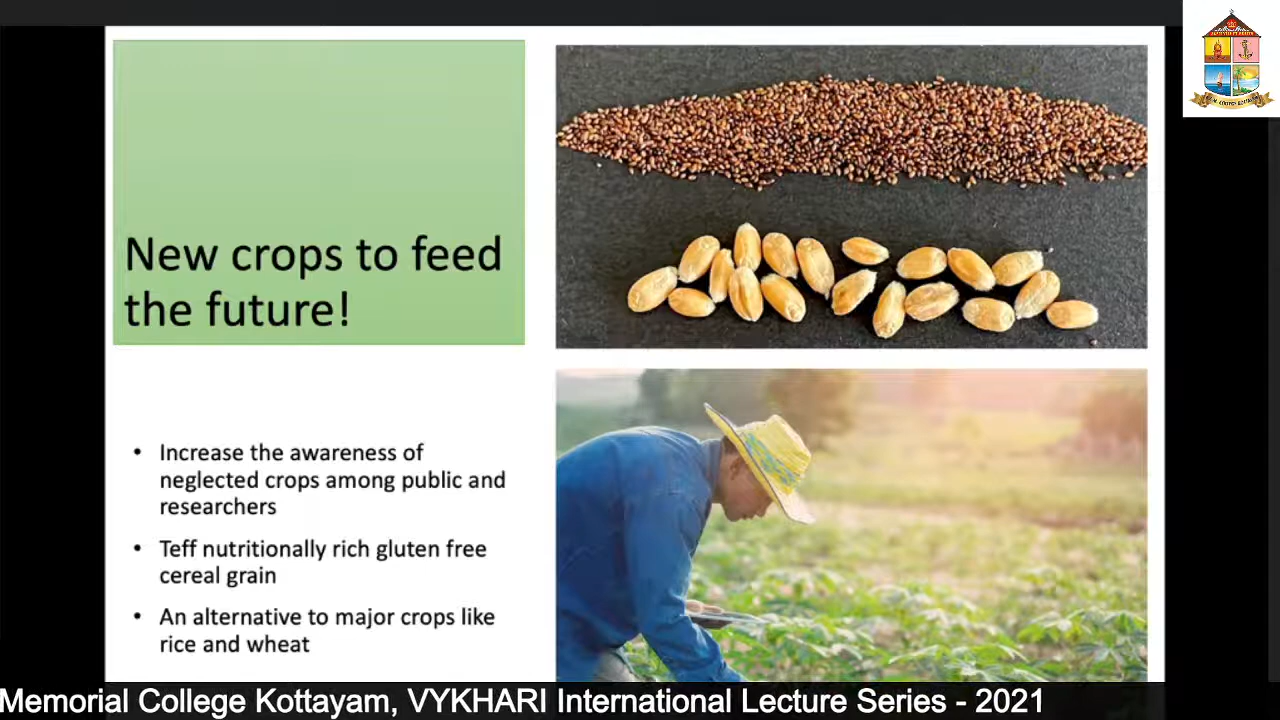 New crops to feed
the future!
• Increase the awareness of
neglected crops among public and
researchers
• Teff nutritionally rich gluten free
cereal grain
• An alternative to major crops like
rice and wheat
Memorial College Kottayam, VYKHARI International Lecture Series - 2021